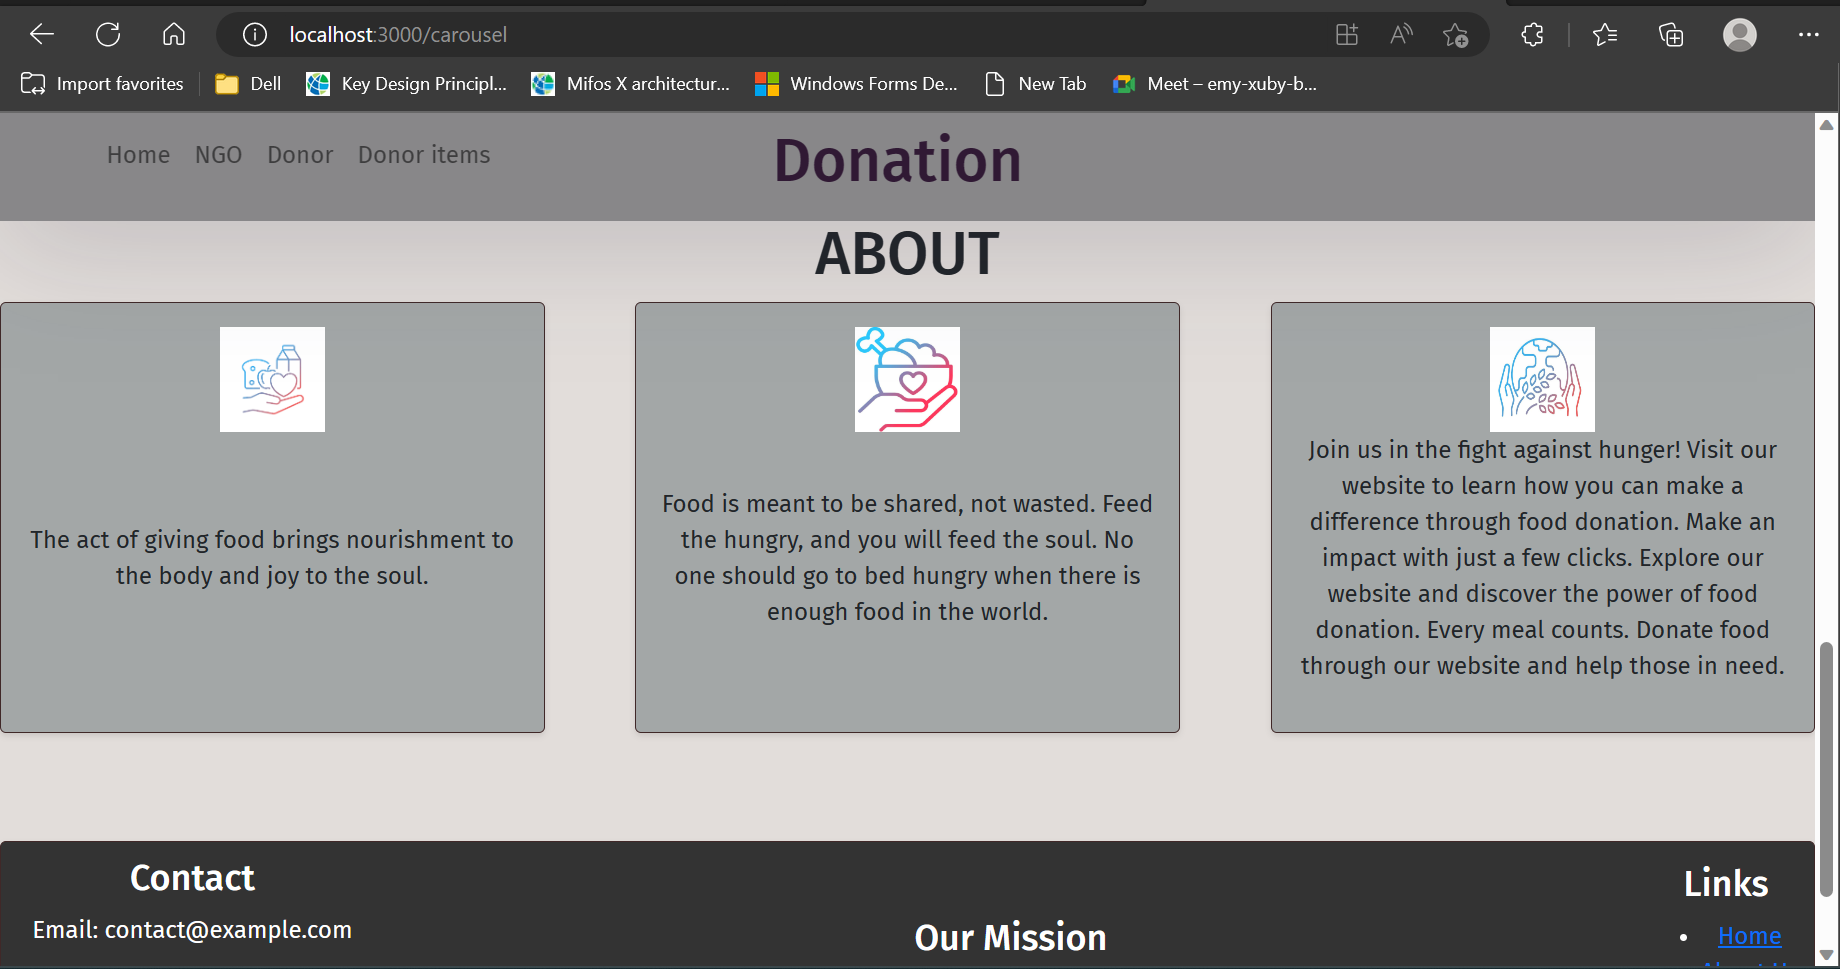 localhost:3000/carousel
Import favorites
Dell
Key Design Principl...
Mifos X architectur...
Windows Forms De...
New Tab
Meet – emy-xuby-b...
Home NGO Donor Donor items
Donation
ABOUT
The act of giving food brings nourishment to
the body and joy to the soul.
Food is meant to be shared, not wasted. Feed
the hungry, and you will feed the soul. No
one should go to bed hungry when there is
enough food in the world.
Join us in the fight against hunger! Visit our
website to learn how you can make a
difference through food donation. Make an
impact with just a few clicks. Explore our
website and discover the power of food
donation. Every meal counts. Donate food
through our website and help those in need.
Contact
Email: contact@example.com
Our Mission
Links
Home